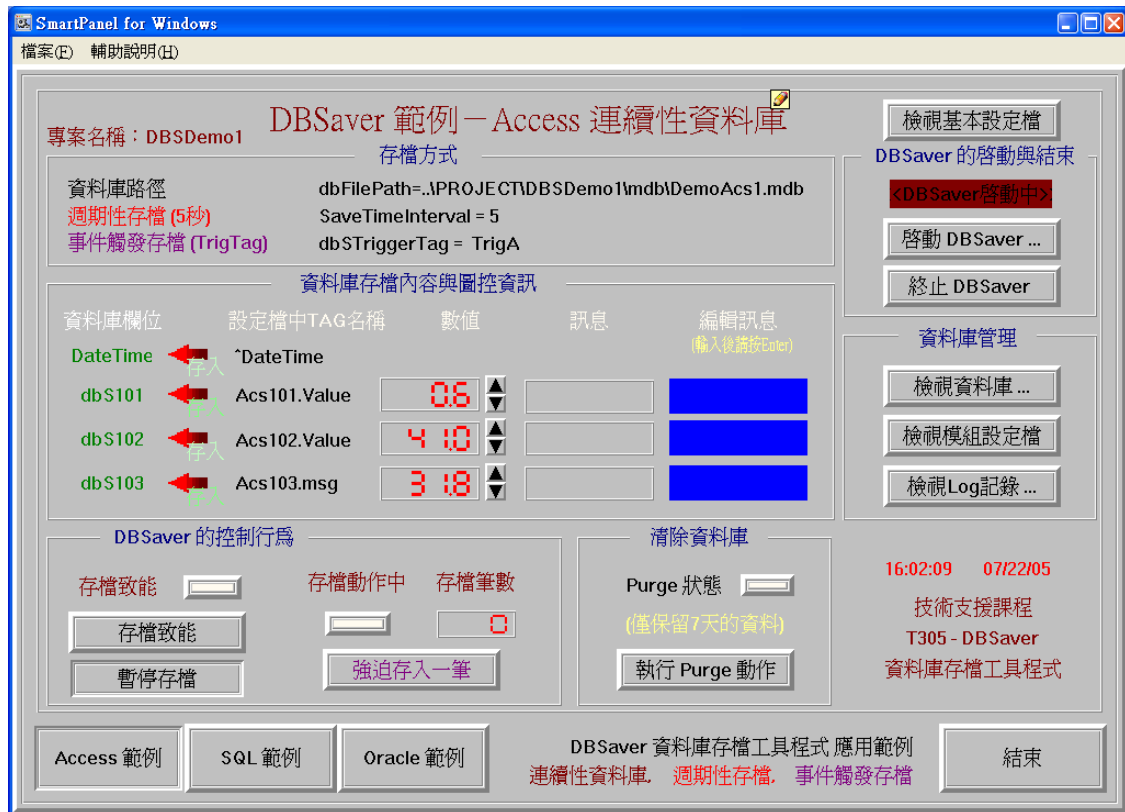 SmartPanel for Windows
檔案(F) 輔助說明(H)
DBSaver 範例－Access 連續性資料庫
專案名稱：DBSDemo1
檢視基本設定檔
存檔方式
資料庫路徑 dbFilePath=..\PROJECT\DBSDemo1\mdb\DemoAcs1.mdb
週期性存檔 (5秒) SaveTimeInterval = 5
事件觸發存檔 (TrigTag) dbSTriggerTag = TrigA
DBSaver 的啓動與結束
<DBSaver啓動中>
啓動 DBSaver ...
終止 DBSaver
資料庫存檔內容與圖控資訊
資料庫欄位 設定檔中TAG名稱 數值 訊息 編輯訊息
(輸入後請按Enter)
DateTime 存入 ^DateTime
dbS101 存入 Acs101.Value 0.6
dbS102 存入 Acs102.Value 41.0
dbS103 存入 Acs103.msg 31.8
資料庫管理
檢視資料庫 ...
檢視模組設定檔
檢視Log記錄 ...
DBSaver 的控制行爲
存檔致能 存檔動作中 存檔筆數
存檔致能 0
暫停存檔 強迫存入一筆
清除資料庫
Purge 狀態
(僅保留7天的資料)
執行 Purge 動作
16:02:09 07/22/05
技術支援課程
T305 - DBSaver
資料庫存檔工具程式
Access 範例 SQL 範例 Oracle 範例
DBSaver 資料庫存檔工具程式 應用範例
連續性資料庫, 週期性存檔, 事件觸發存檔
結束